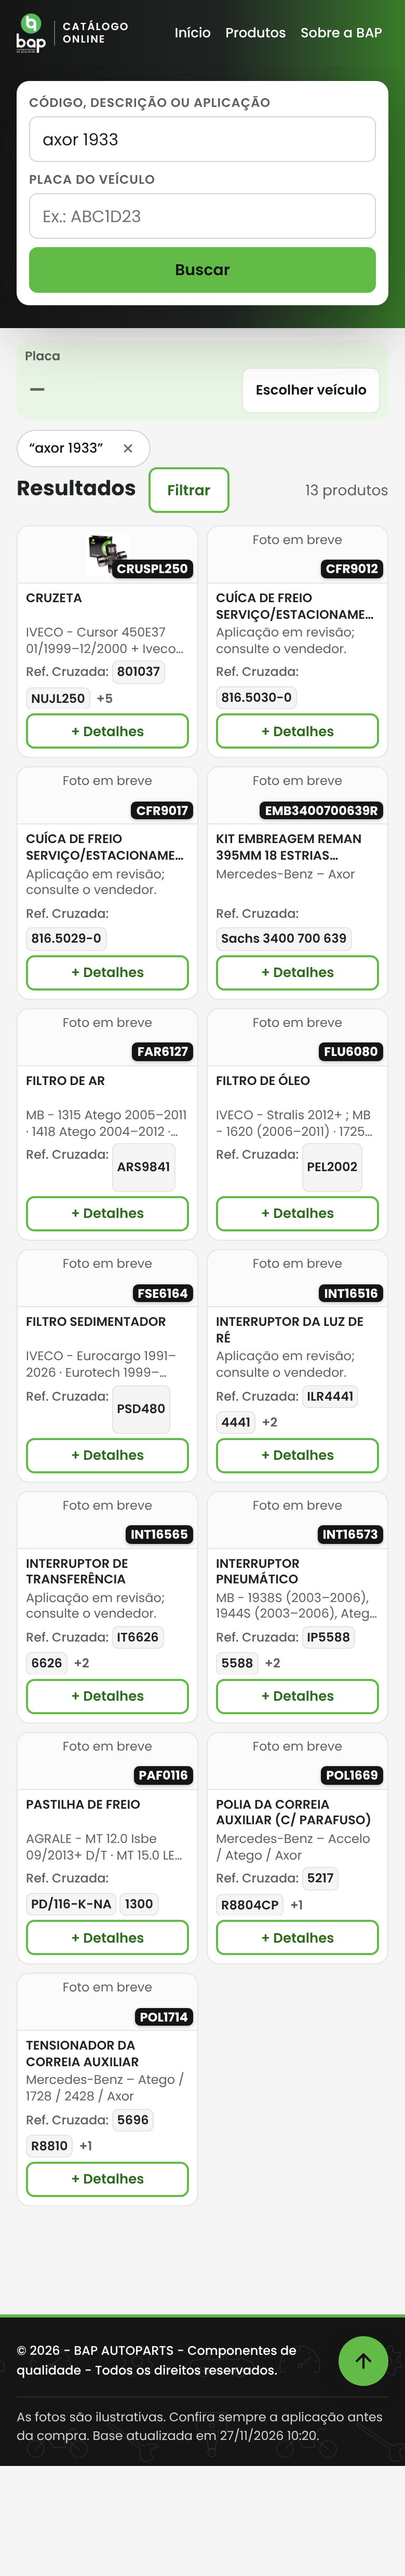 bap
CATÁLOGO
ONLINE
Início Produtos Sobre a BAP
CÓDIGO, DESCRIÇÃO OU APLICAÇÃO
axor 1933
PLACA DO VEÍCULO
Ex.: ABC1D23
Buscar
Placa
—
Escolher veículo
“axor 1933” ×
Resultados Filtrar 13 produtos
CRUSPL250
CRUZETA
IVECO - Cursor 450E37
01/1999–12/2000 + Iveco...
Ref. Cruzada: 801037
NUJL250 +5
+ Detalhes
Foto em breve
CFR9012
CUÍCA DE FREIO
SERVIÇO/ESTACIONAME...
Aplicação em revisão;
consulte o vendedor.
Ref. Cruzada:
816.5030-0
+ Detalhes
Foto em breve
CFR9017
CUÍCA DE FREIO
SERVIÇO/ESTACIONAME...
Aplicação em revisão;
consulte o vendedor.
Ref. Cruzada:
816.5029-0
+ Detalhes
Foto em breve
EMB3400700639R
KIT EMBREAGEM REMAN
395MM 18 ESTRIAS...
Mercedes-Benz – Axor
Ref. Cruzada:
Sachs 3400 700 639
+ Detalhes
Foto em breve
FAR6127
FILTRO DE AR
MB - 1315 Atego 2005–2011
· 1418 Atego 2004–2012 ·...
Ref. Cruzada: ARS9841
+ Detalhes
Foto em breve
FLU6080
FILTRO DE ÓLEO
IVECO - Stralis 2012+ ; MB
- 1620 (2006–2011) · 1725...
Ref. Cruzada: PEL2002
+ Detalhes
Foto em breve
FSE6164
FILTRO SEDIMENTADOR
IVECO - Eurocargo 1991–
2026 · Eurotech 1999–...
Ref. Cruzada: PSD480
+ Detalhes
Foto em breve
INT16516
INTERRUPTOR DA LUZ DE
RÉ
Aplicação em revisão;
consulte o vendedor.
Ref. Cruzada: ILR4441
4441 +2
+ Detalhes
Foto em breve
INT16565
INTERRUPTOR DE
TRANSFERÊNCIA
Aplicação em revisão;
consulte o vendedor.
Ref. Cruzada: IT6626
6626 +2
+ Detalhes
Foto em breve
INT16573
INTERRUPTOR
PNEUMÁTICO
MB - 1938S (2003–2006),
1944S (2003–2006), Ateg...
Ref. Cruzada: IP5588
5588 +2
+ Detalhes
Foto em breve
PAF0116
PASTILHA DE FREIO
AGRALE - MT 12.0 Isbe
09/2013+ D/T · MT 15.0 LE...
Ref. Cruzada:
PD/116-K-NA 1300
+ Detalhes
Foto em breve
POL1669
POLIA DA CORREIA
AUXILIAR (C/ PARAFUSO)
Mercedes-Benz – Accelo
/ Atego / Axor
Ref. Cruzada: 5217
R8804CP +1
+ Detalhes
Foto em breve
POL1714
TENSIONADOR DA
CORREIA AUXILIAR
Mercedes-Benz – Atego /
1728 / 2428 / Axor
Ref. Cruzada: 5696
R8810 +1
+ Detalhes
© 2026 - BAP AUTOPARTS - Componentes de
qualidade - Todos os direitos reservados.
As fotos são ilustrativas. Confira sempre a aplicação antes
da compra. Base atualizada em 27/11/2026 10:20.